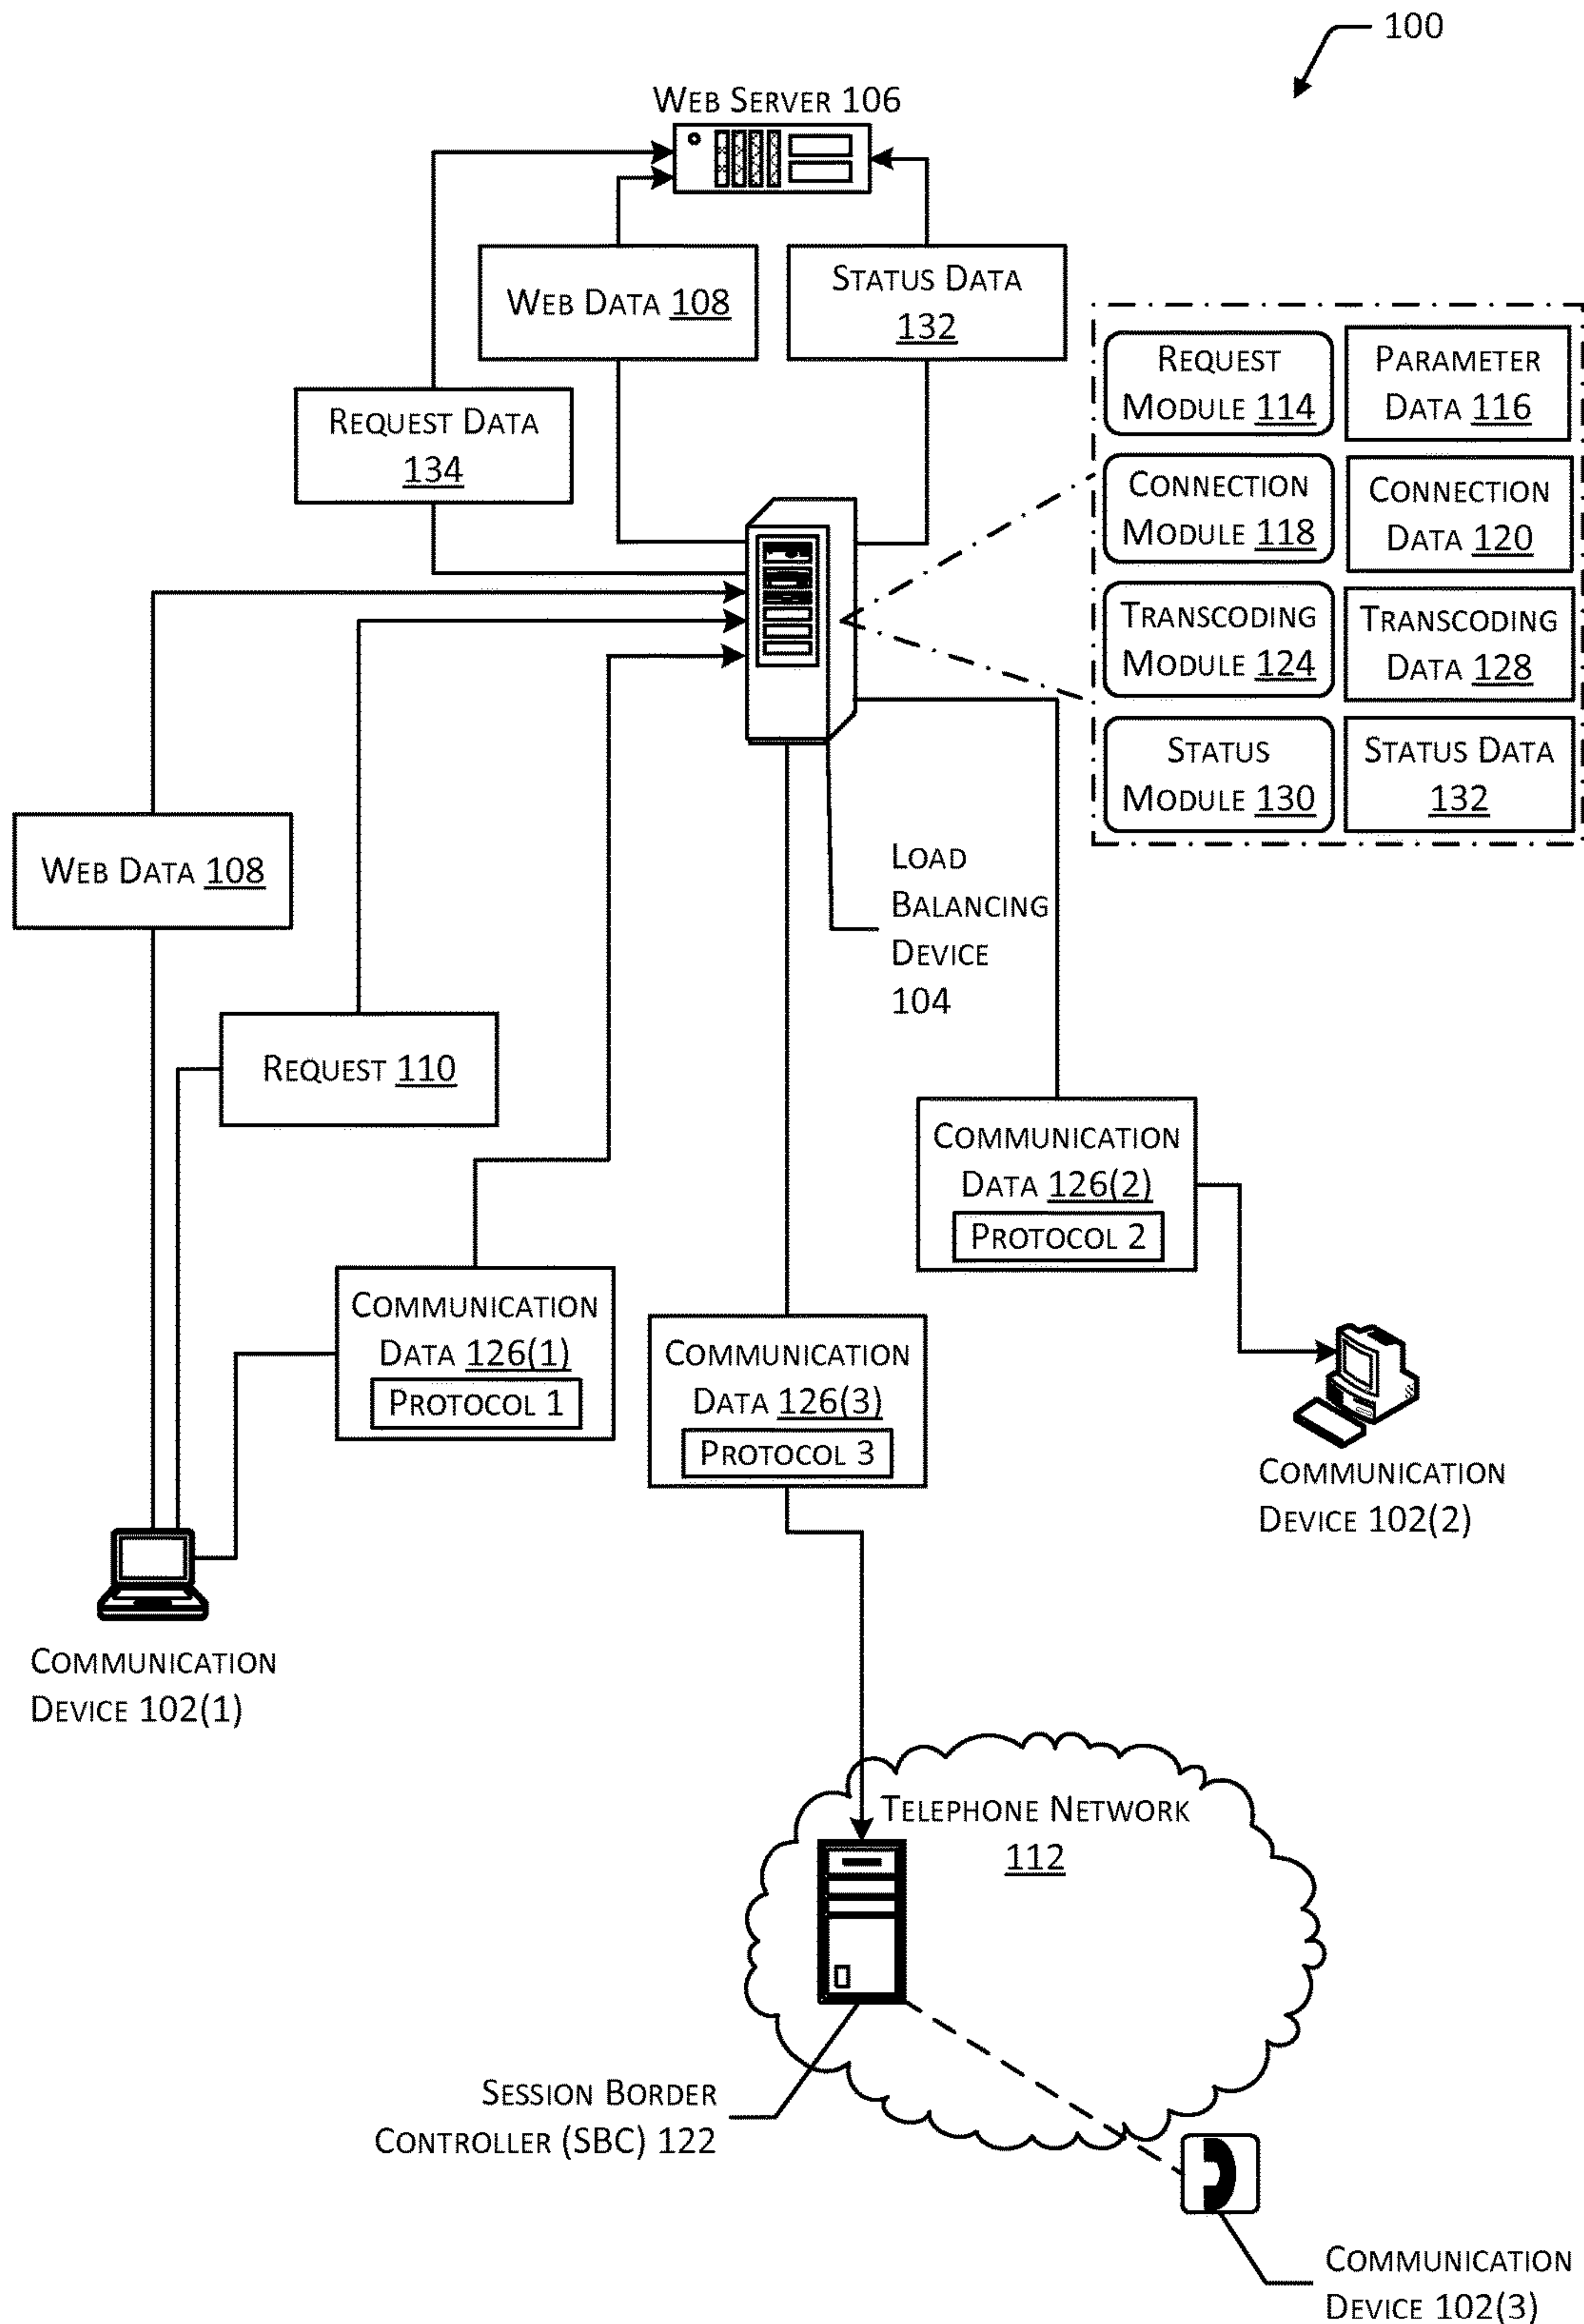 100
WEB SERVER 106
WEB DATA 108
STATUS DATA
132
REQUEST DATA
134
REQUEST
MODULE 114
PARAMETER
DATA 116
CONNECTION
MODULE 118
CONNECTION
DATA 120
TRANSCODING
MODULE 124
TRANSCODING
DATA 128
STATUS
MODULE 130
STATUS DATA
132
WEB DATA 108
LOAD
BALANCING
DEVICE
104
REQUEST 110
COMMUNICATION
DATA 126(2)
PROTOCOL 2
COMMUNICATION
DATA 126(1)
PROTOCOL 1
COMMUNICATION
DATA 126(3)
PROTOCOL 3
COMMUNICATION
DEVICE 102(2)
COMMUNICATION
DEVICE 102(1)
TELEPHONE NETWORK
112
SESSION BORDER
CONTROLLER (SBC) 122
COMMUNICATION
DEVICE 102(3)